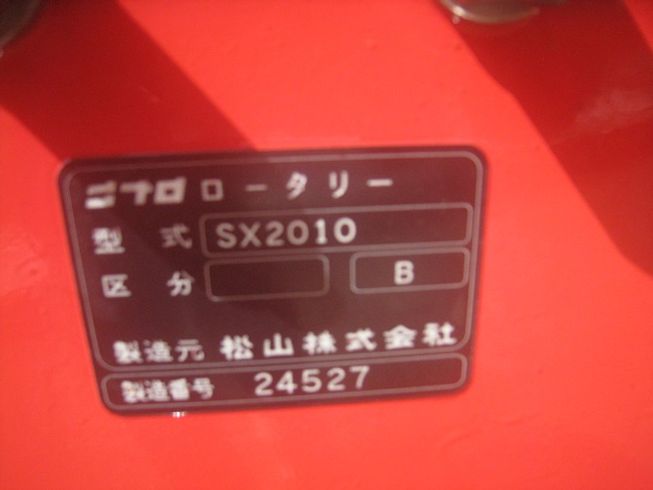 ニプロ ロータリー
型式 SX2010
区分 B
製造元 松山株式会社
製造番号 24527